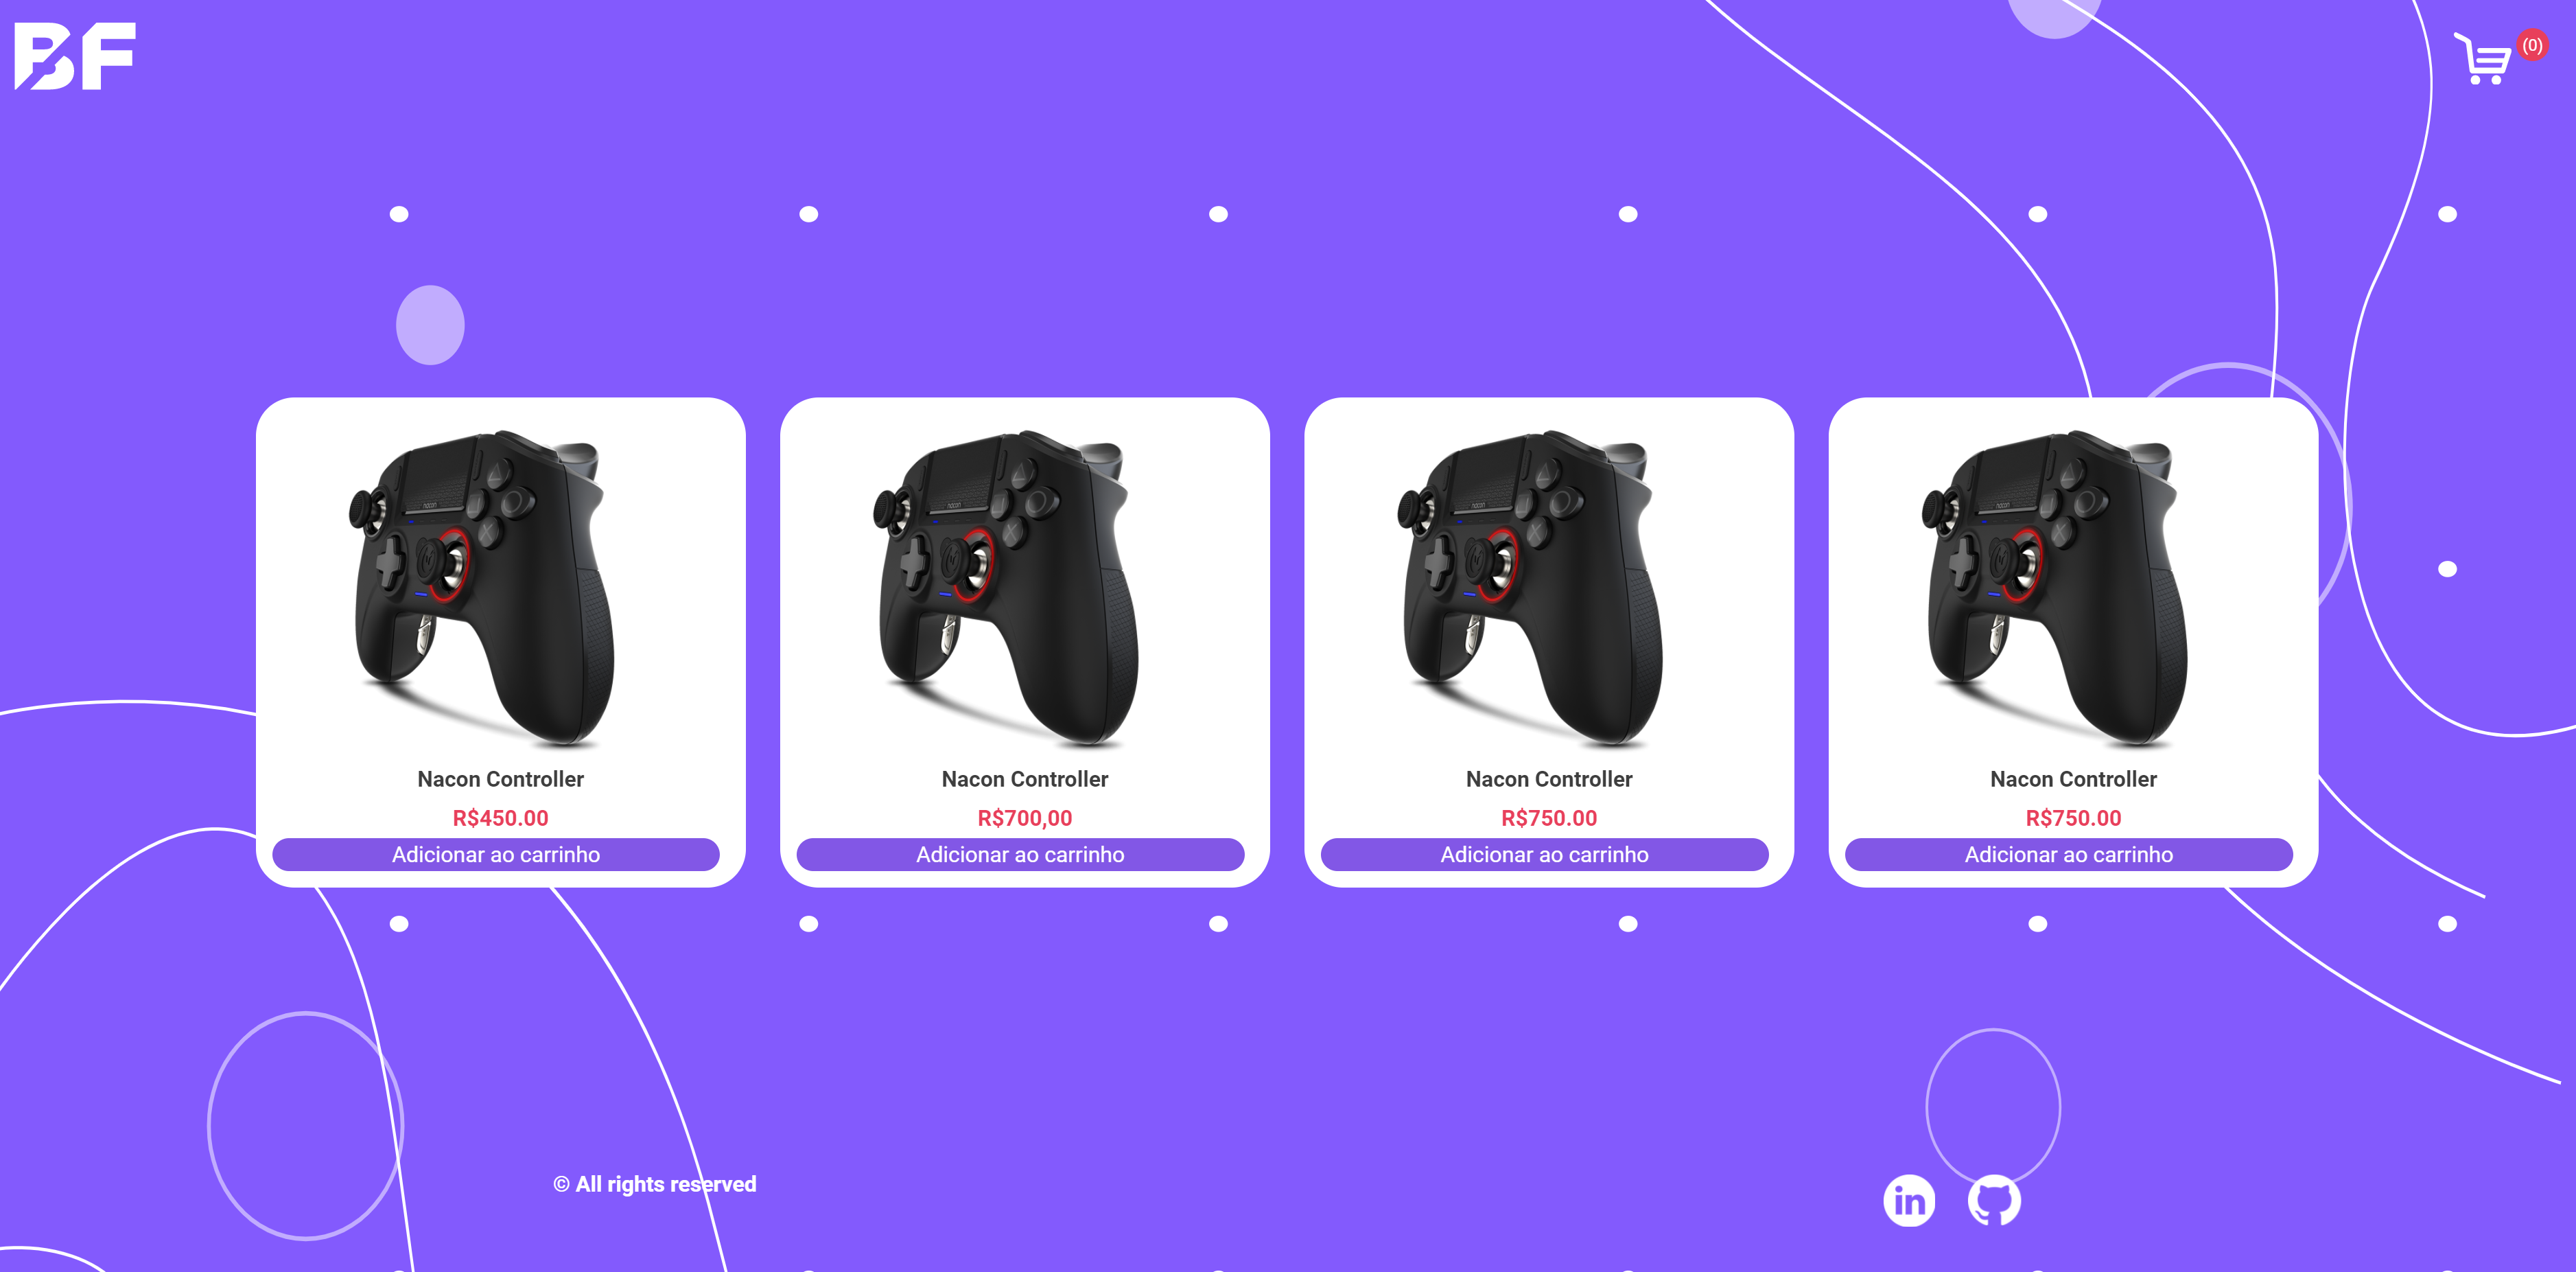 BF
(0)
Nacon Controller
R$450.00
Adicionar ao carrinho
Nacon Controller
R$700,00
Adicionar ao carrinho
Nacon Controller
R$750.00
Adicionar ao carrinho
Nacon Controller
R$750.00
Adicionar ao carrinho
© All rights reserved
in